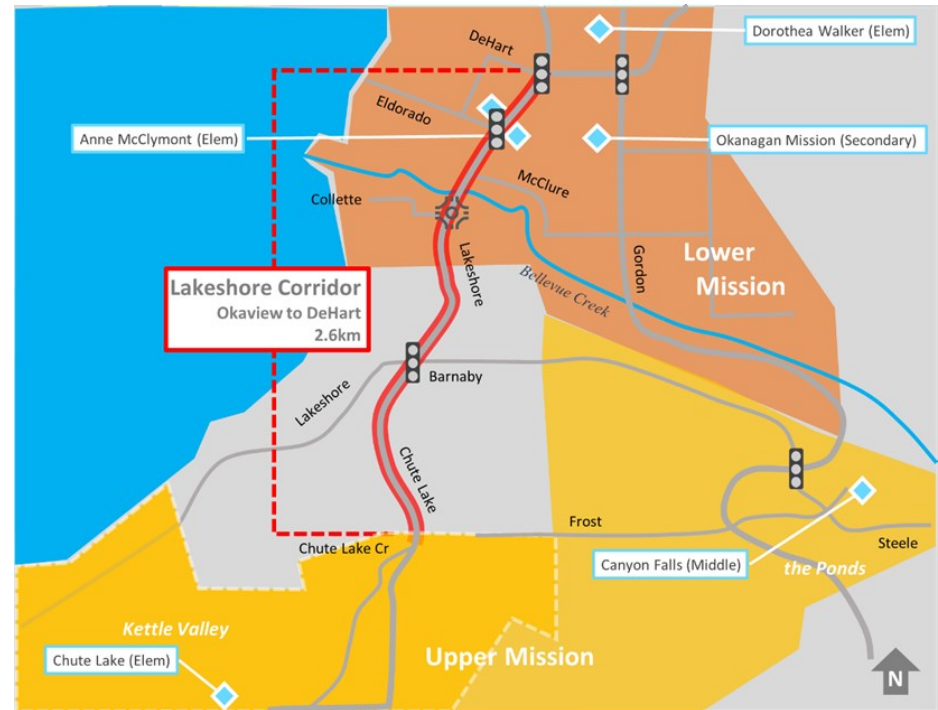 Dorothea Walker (Elem)
DeHart
Eldorado
Anne McClymont (Elem)
Okanagan Mission (Secondary)
McClure
Collette
Lakeshore
Gordon
Lower
Mission
Bellevue Creek
Lakeshore Corridor
Okaview to DeHart
2.6km
Barnaby
Lakeshore
Chute Lake
Frost
Steele
Chute Lake Cr
Canyon Falls (Middle)
the Ponds
Kettle Valley
Upper Mission
Chute Lake (Elem)
N